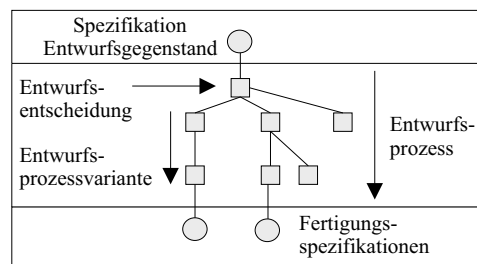 Spezifikation
Entwurfsgegenstand
Entwurfs-
entscheidung
Entwurfs-
prozessvariante
Entwurfs-
prozess
Fertigungs-
spezifikationen